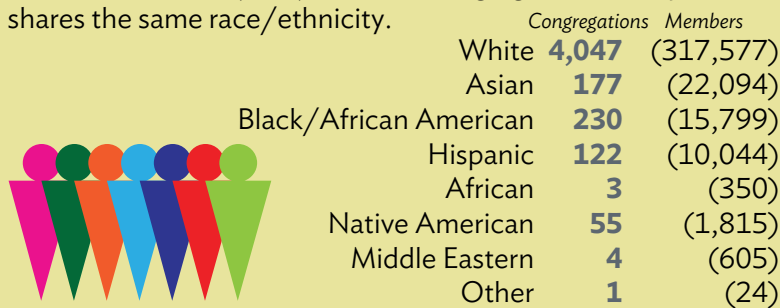 shares the same race/ethnicity.
Congregations Members
White 4,047 (317,577)
Asian 177 (22,094)
Black/African American 230 (15,799)
Hispanic 122 (10,044)
African 3 (350)
Native American 55 (1,815)
Middle Eastern 4 (605)
Other 1 (24)